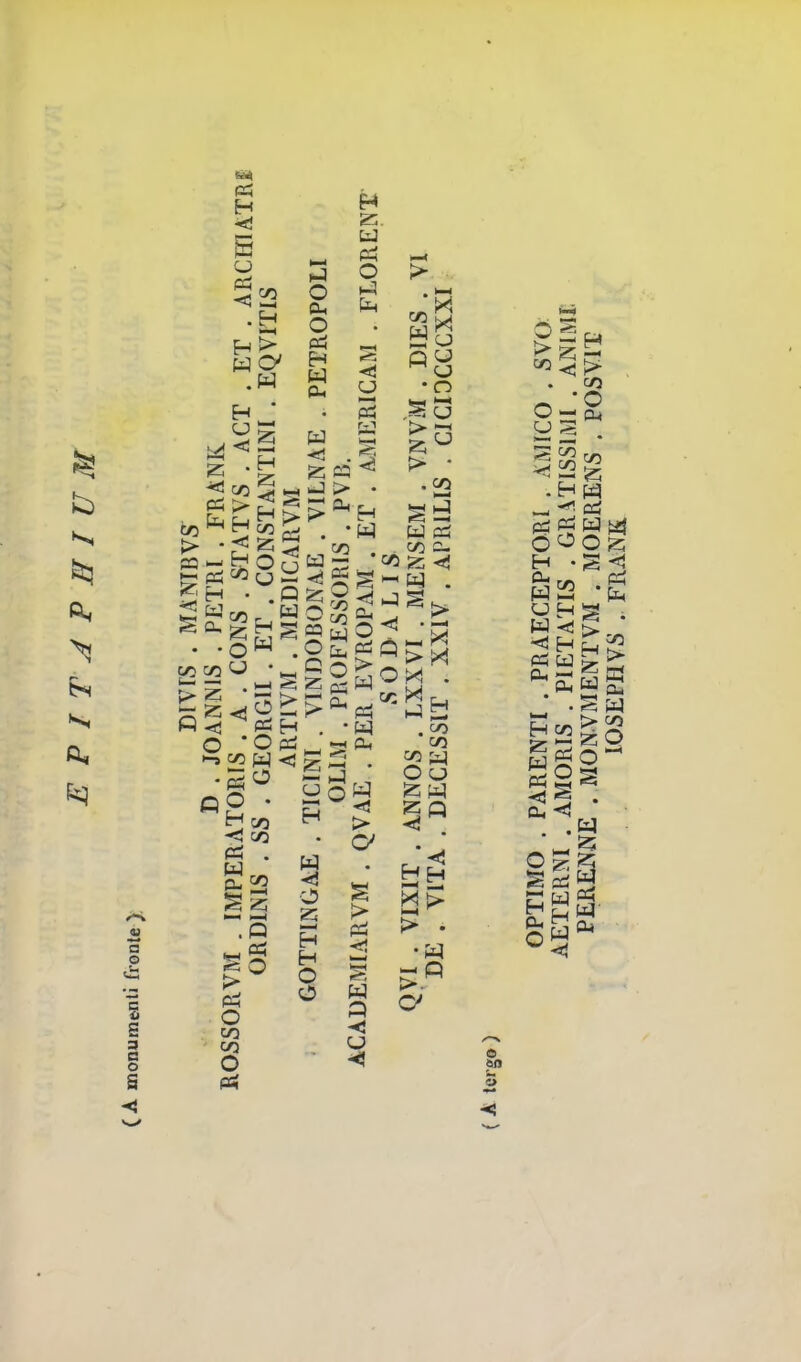 EPITAPHIUM
(A monumenti fronte).
DIVIS . MANIBVS
D . JOANNIS . PETRI . FRANK
ROSSORVM . IMPERATORIS . A . CONS . STATVS . ACT . ET . ARCHIATRI
ORDINIS . SS . GEORGII . ET . CONSTANTINI . EQVITIS
ARTIVM . MEDICARVM
GOTTINGAE . TICINI . VINDOBONAE . VILNAE . PETROPOLI
OLIM . PROFESSORIS . PVB.
ACADEMIARVM . QVAE . PER EVROPAM . ET . AMERICAM . FLORENT
SODALIS
QVI . VIXIT . ANNOS . LXXVI . MENSEM . VNVM . DIES . VI
DE . VITA . DECESSIT . XXIV . APRILIS . CICIƆCCCXXI
(A tergo)
OPTIMO . PARENTI . PRAECEPTORI . AMICO . SVO
AETERNI . AMORIS . PIETATIS . GRATISSIMI . ANIMI
PERENNE . MONVMENTVM . MOERENS . POSVIT
IOSEPHVS . FRANK